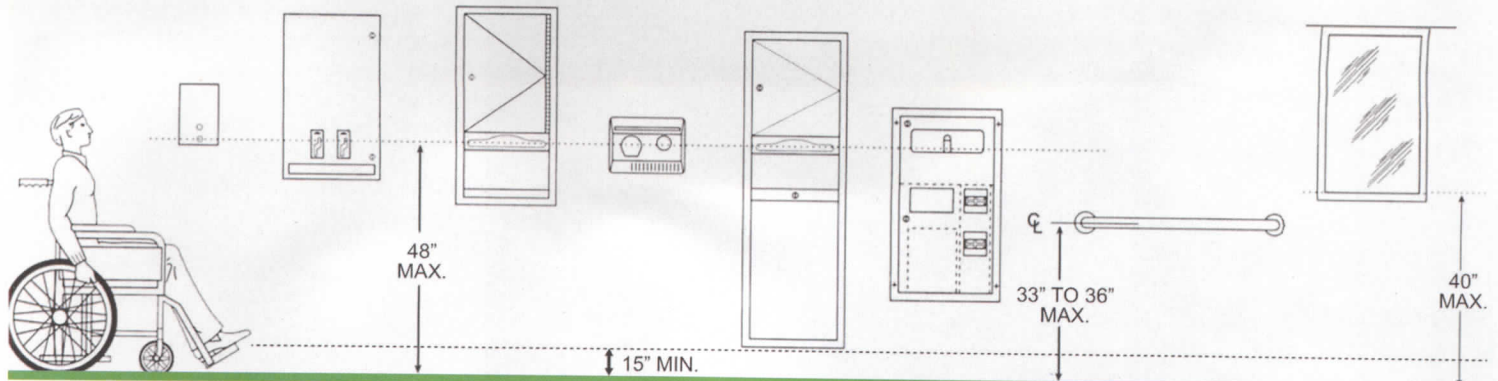 48”
MAX.
15” MIN.
℄
33” TO 36”
MAX.
40”
MAX.